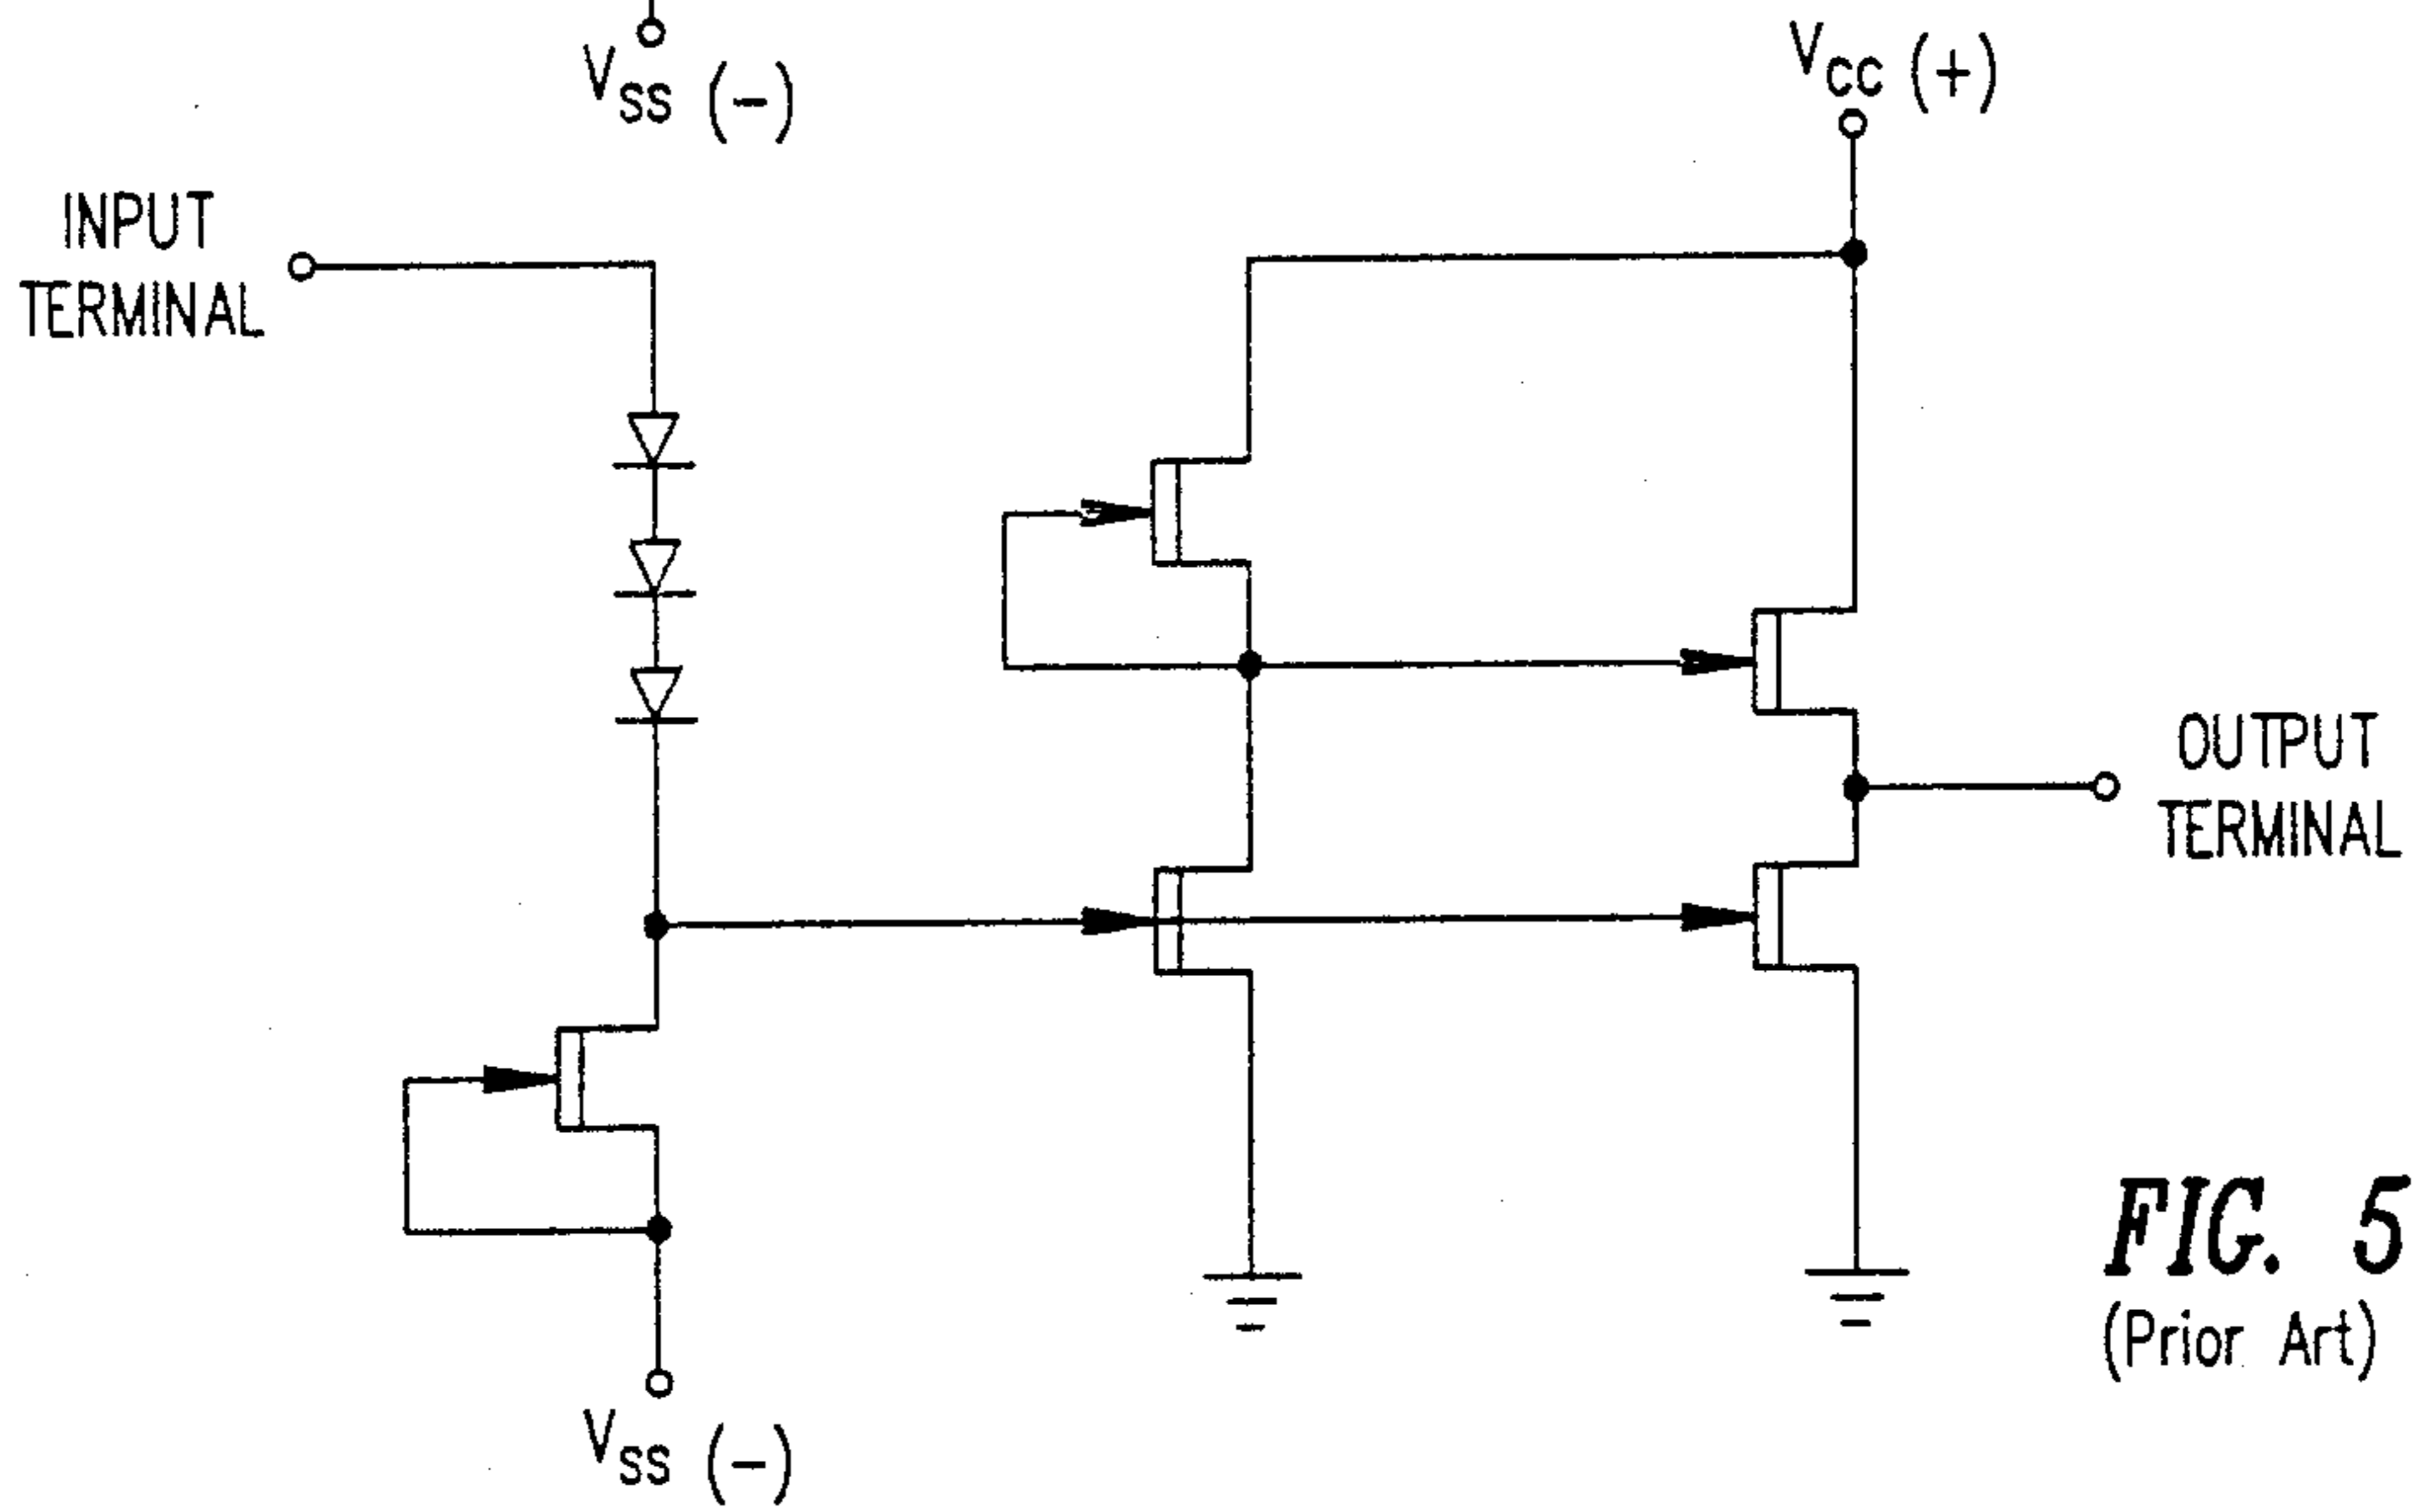 VSS (-)
VCC (+)
INPUT
TERMINAL
OUTPUT
TERMINAL
FIG. 5
(Prior Art)
VSS (-)